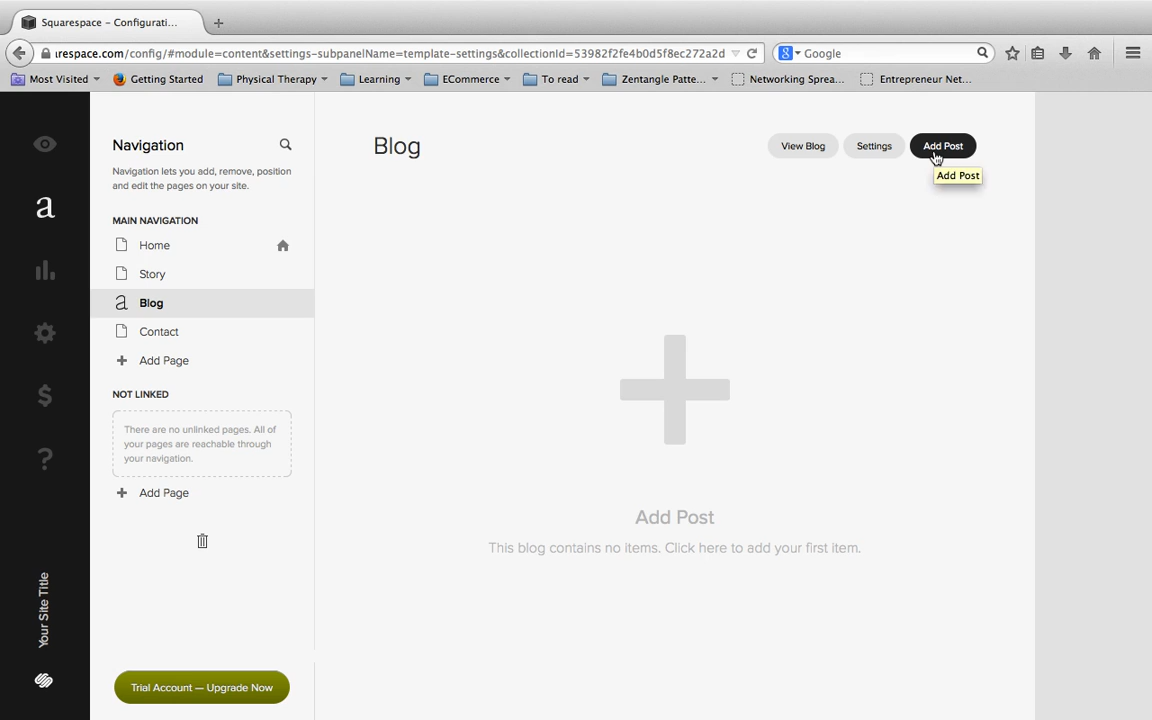 Squarespace - Configurati...
irespace.com/config/#module=content&settings-subpanelName=template-settings&collectionId=53982f2fe4b0d5f8ec272a2d
Google
Most Visited
Getting Started
Physical Therapy
Learning
ECommerce
To read
Zentangle Patte...
Networking Sprea...
Entrepreneur Net...
Navigation
Navigation lets you add, remove, position
and edit the pages on your site.
MAIN NAVIGATION
Home
Story
Blog
Contact
Add Page
NOT LINKED
There are no unlinked pages. All of
your pages are reachable through
your navigation.
Add Page
Your Site Title
Trial Account — Upgrade Now
Blog
View Blog
Settings
Add Post
Add Post
Add Post
This blog contains no items. Click here to add your first item.